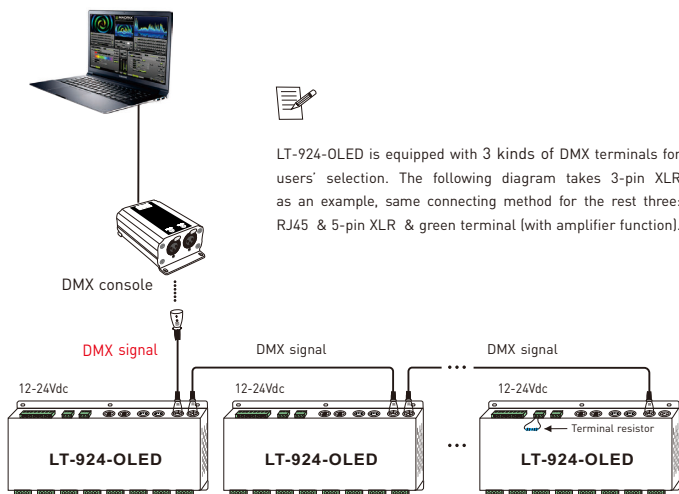 LT-924-OLED is equipped with 3 kinds of DMX terminals for
users' selection. The following diagram takes 3-pin XLR
as an example, same connecting method for the rest three:
RJ45 & 5-pin XLR & green terminal (with amplifier function).
DMX console
DMX signal
DMX signal
DMX signal
12-24Vdc
12-24Vdc
12-24Vdc
Terminal resistor
LT-924-OLED
LT-924-OLED
LT-924-OLED